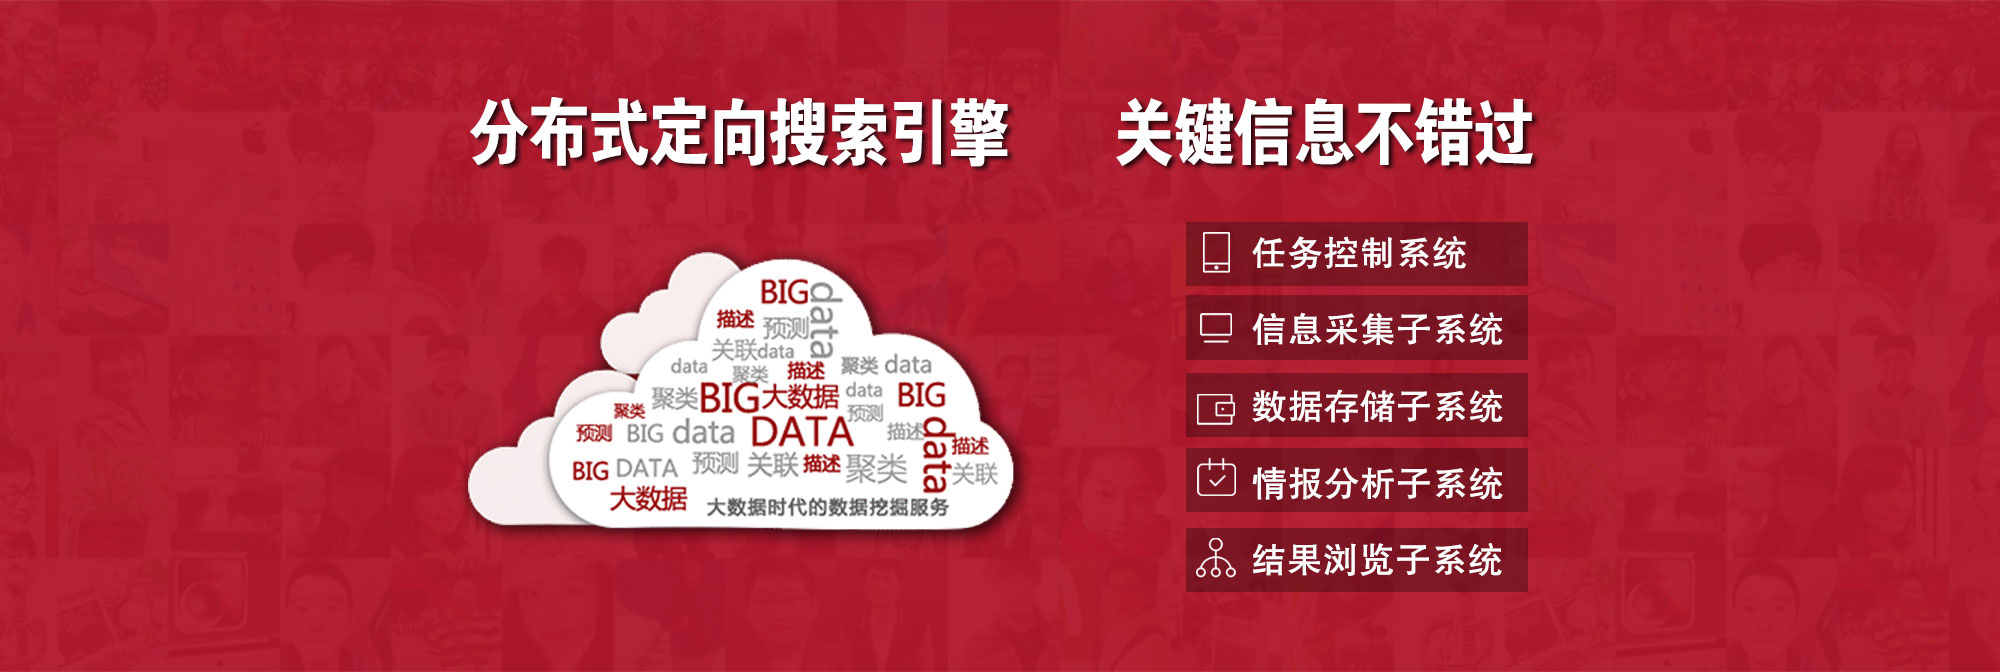 分布式定向搜索引擎
关键信息不错过
BIG
data
描述
预测
关联data
data
聚类
描述
聚类 data
聚类
BIG
大数据
data
BIG
聚类
预测
预测
BIG
data
DATA
描述
data
描述
BIG
DATA
预测
关联
描述
聚类
关联
大数据
大数据时代的数据挖掘服务
任务控制系统
信息采集子系统
数据存储子系统
情报分析子系统
结果浏览子系统